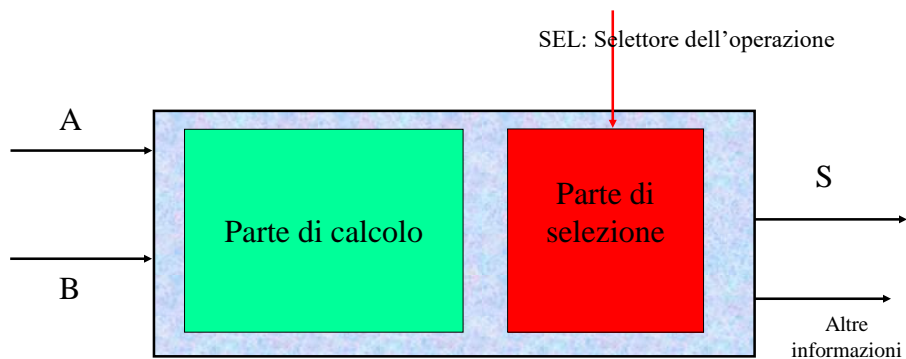 SEL: Selettore dell’operazione
A
B
Parte di calcolo
Parte di
selezione
S
Altre
informazioni